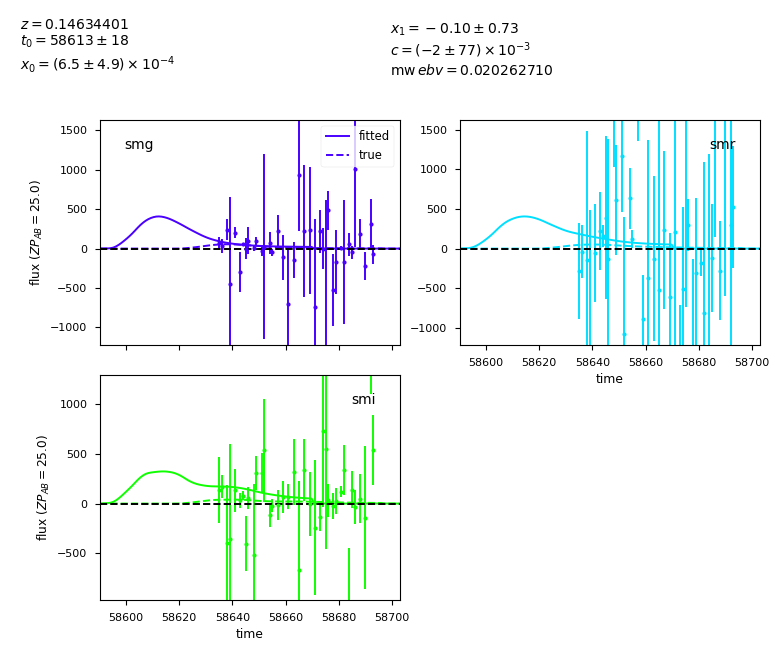 z = 0.14634401
t₀ = 58613 ± 18
x₀ = (6.5 ± 4.9) × 10⁻⁴
x₁ = −0.10 ± 0.73
c = (−2 ± 77) × 10⁻³
mw ebv = 0.020262710
smg
fitted
true
1500
1000
500
0
−500
−1000
flux (ZP_AB = 25.0)
smr
1500
1000
500
0
−500
−1000
58600 58620 58640 58660 58680 58700
time
smi
1000
500
0
−500
flux (ZP_AB = 25.0)
58600 58620 58640 58660 58680 58700
time